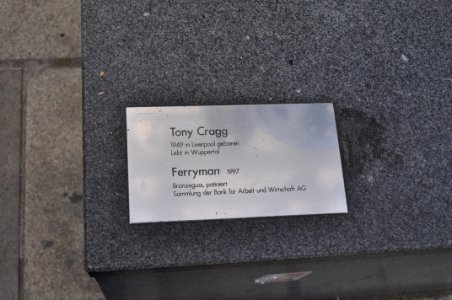 Tony Cragg
1949 in Liverpool geboren
Lebt in Wuppertal
Ferryman 1997
Bronzeguss, patiniert
Sammlung der Bank für Arbeit und Wirtschaft AG